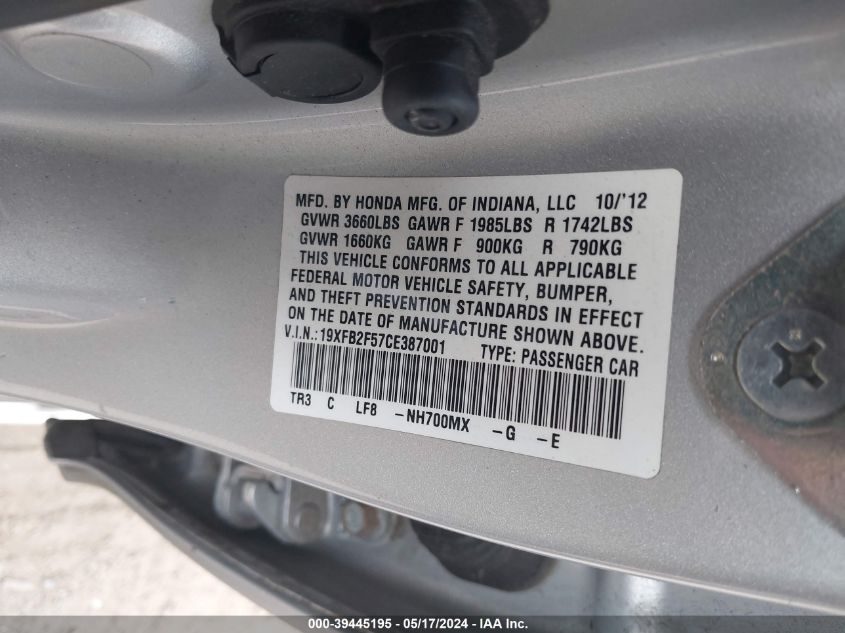 MFD. BY HONDA MFG. OF INDIANA, LLC 10/'12
GVWR 3660LBS GAWR F 1985LBS R 1742LBS
GVWR 1660KG GAWR F 900KG R 790KG
THIS VEHICLE CONFORMS TO ALL APPLICABLE
FEDERAL MOTOR VEHICLE SAFETY, BUMPER,
AND THEFT PREVENTION STANDARDS IN EFFECT
ON THE DATE OF MANUFACTURE SHOWN ABOVE.
V.I.N.:19XFB2F57CE387001 TYPE: PASSENGER CAR
TR3 C LF8 -NH700MX -G -E
000-39445195 - 05/17/2024 - IAA Inc.